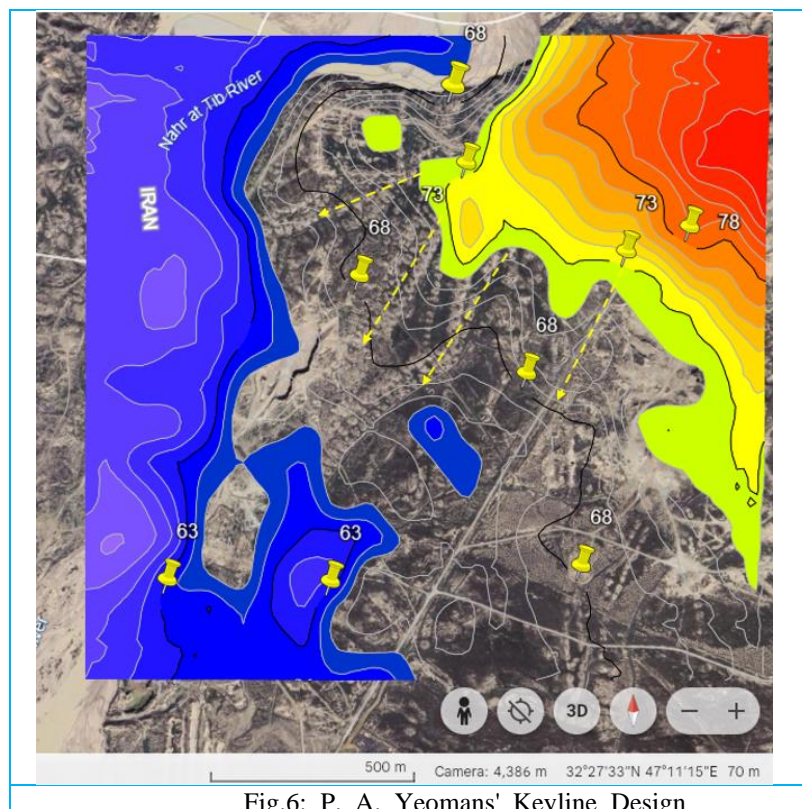 68
Nahr at Tib River
IRAN
73
73
78
68
68
63
63
68
3D
500 m
Camera: 4,386 m 32°27'33"N 47°11'15"E 70 m
Fig.6: P. A. Yeomans' Keyline Design